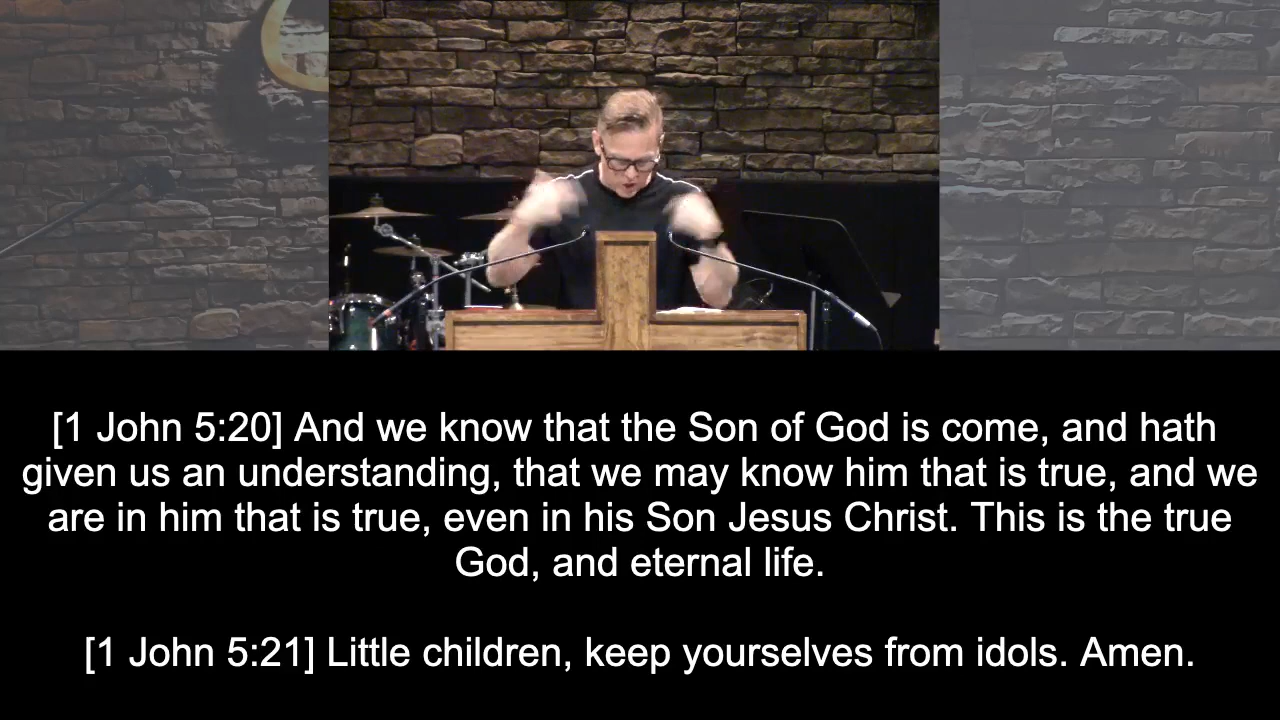 [1 John 5:20] And we know that the Son of God is come, and hath
given us an understanding, that we may know him that is true, and we
are in him that is true, even in his Son Jesus Christ. This is the true
God, and eternal life.
[1 John 5:21] Little children, keep yourselves from idols. Amen.